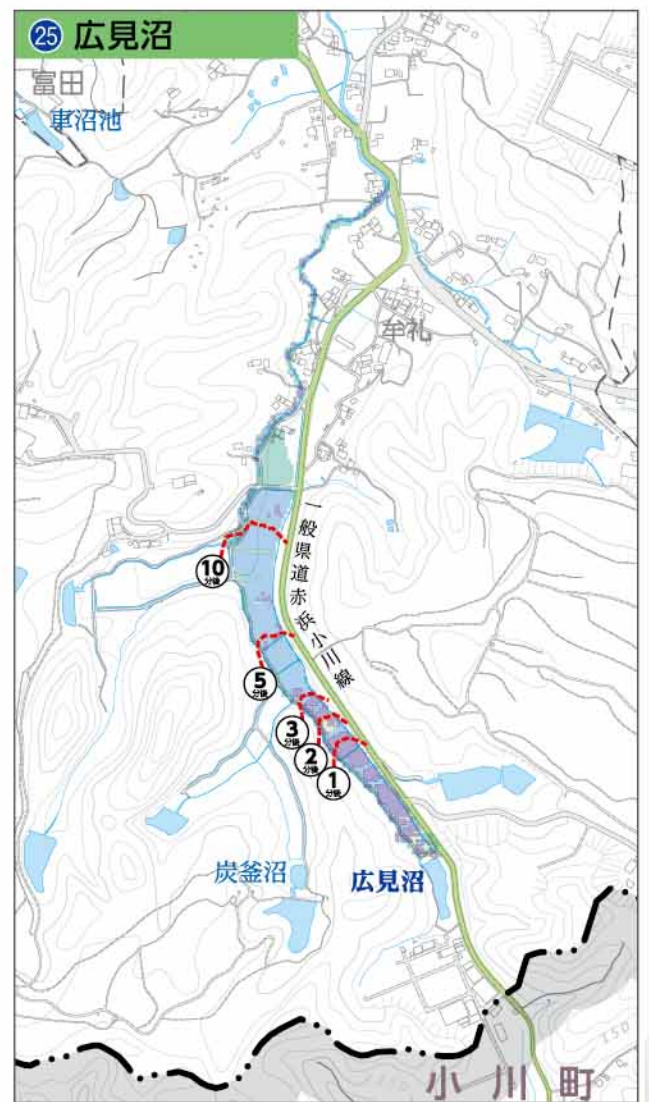 25 広見沼
富田
車沼池
牟礼
一般県道赤浜小川線
10分後
5分後
3分後
2分後
1分後
炭釜沼
広見沼
150
小川町